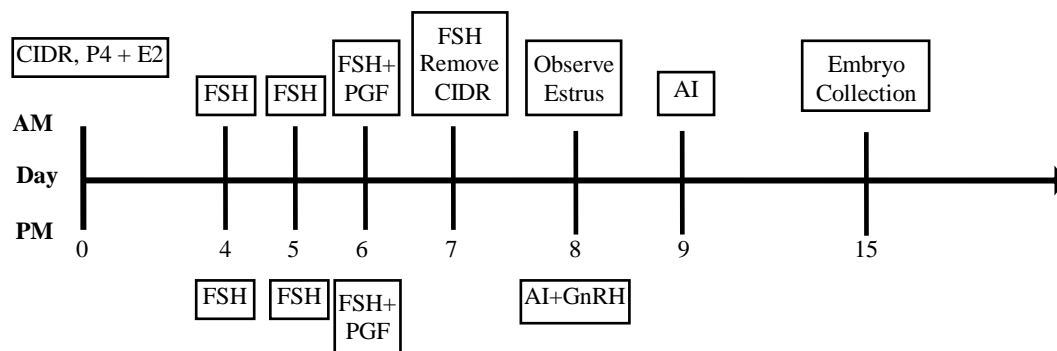 CIDR, P4 + E2
FSH
FSH
FSH+
PGF
FSH
Remove
CIDR
Observe
Estrus
AI
Embryo
Collection
AM
Day
PM
0
4
5
6
7
8
9
15
FSH
FSH
FSH+
PGF
AI+GnRH